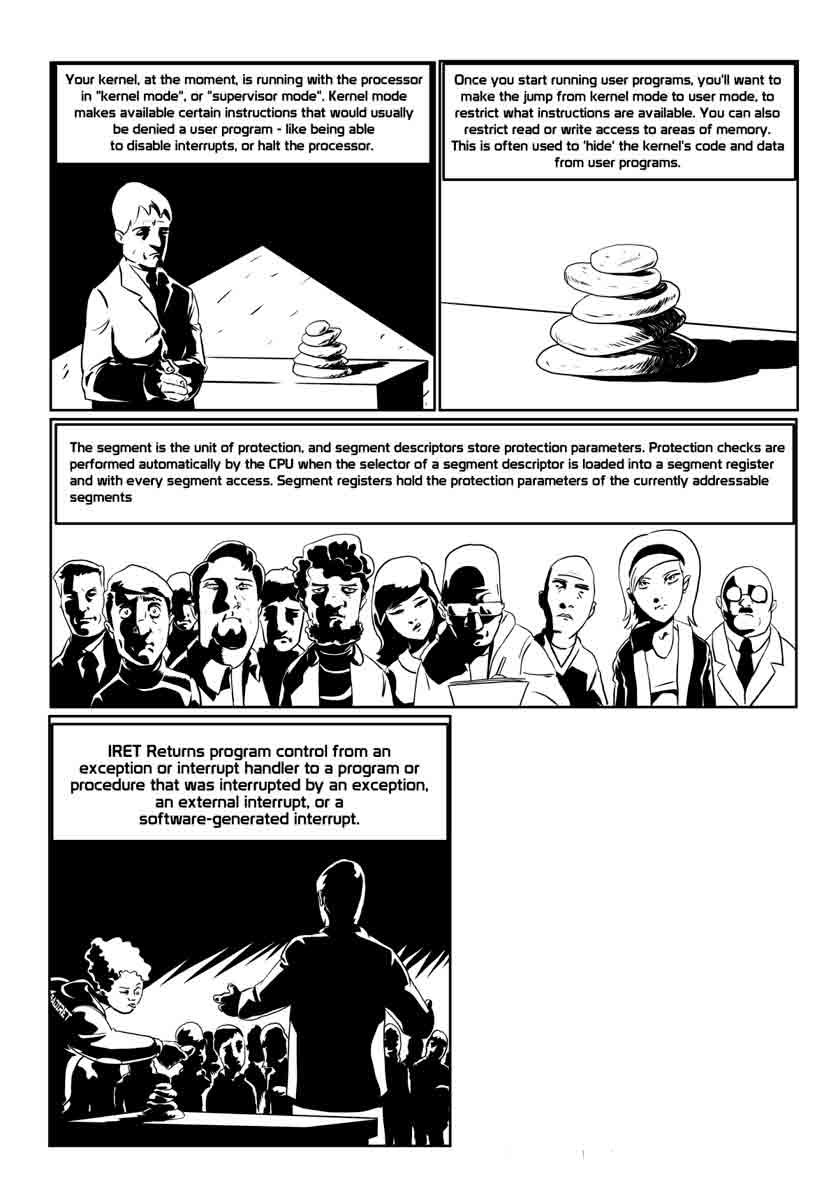 Your kernel, at the moment, is running with the processor
in "kernel mode", or "supervisor mode". Kernel mode
makes available certain instructions that would usually
be denied a user program - like being able
to disable interrupts, or halt the processor.
Once you start running user programs, you'll want to
make the jump from kernel mode to user mode, to
restrict what instructions are available. You can also
restrict read or write access to areas of memory.
This is often used to 'hide' the kernel's code and data
from user programs.
The segment is the unit of protection, and segment descriptors store protection parameters. Protection checks are
performed automatically by the CPU when the selector of a segment descriptor is loaded into a segment register
and with every segment access. Segment registers hold the protection parameters of the currently addressable
segments
IRET Returns program control from an
exception or interrupt handler to a program or
procedure that was interrupted by an exception,
an external interrupt, or a
software-generated interrupt.